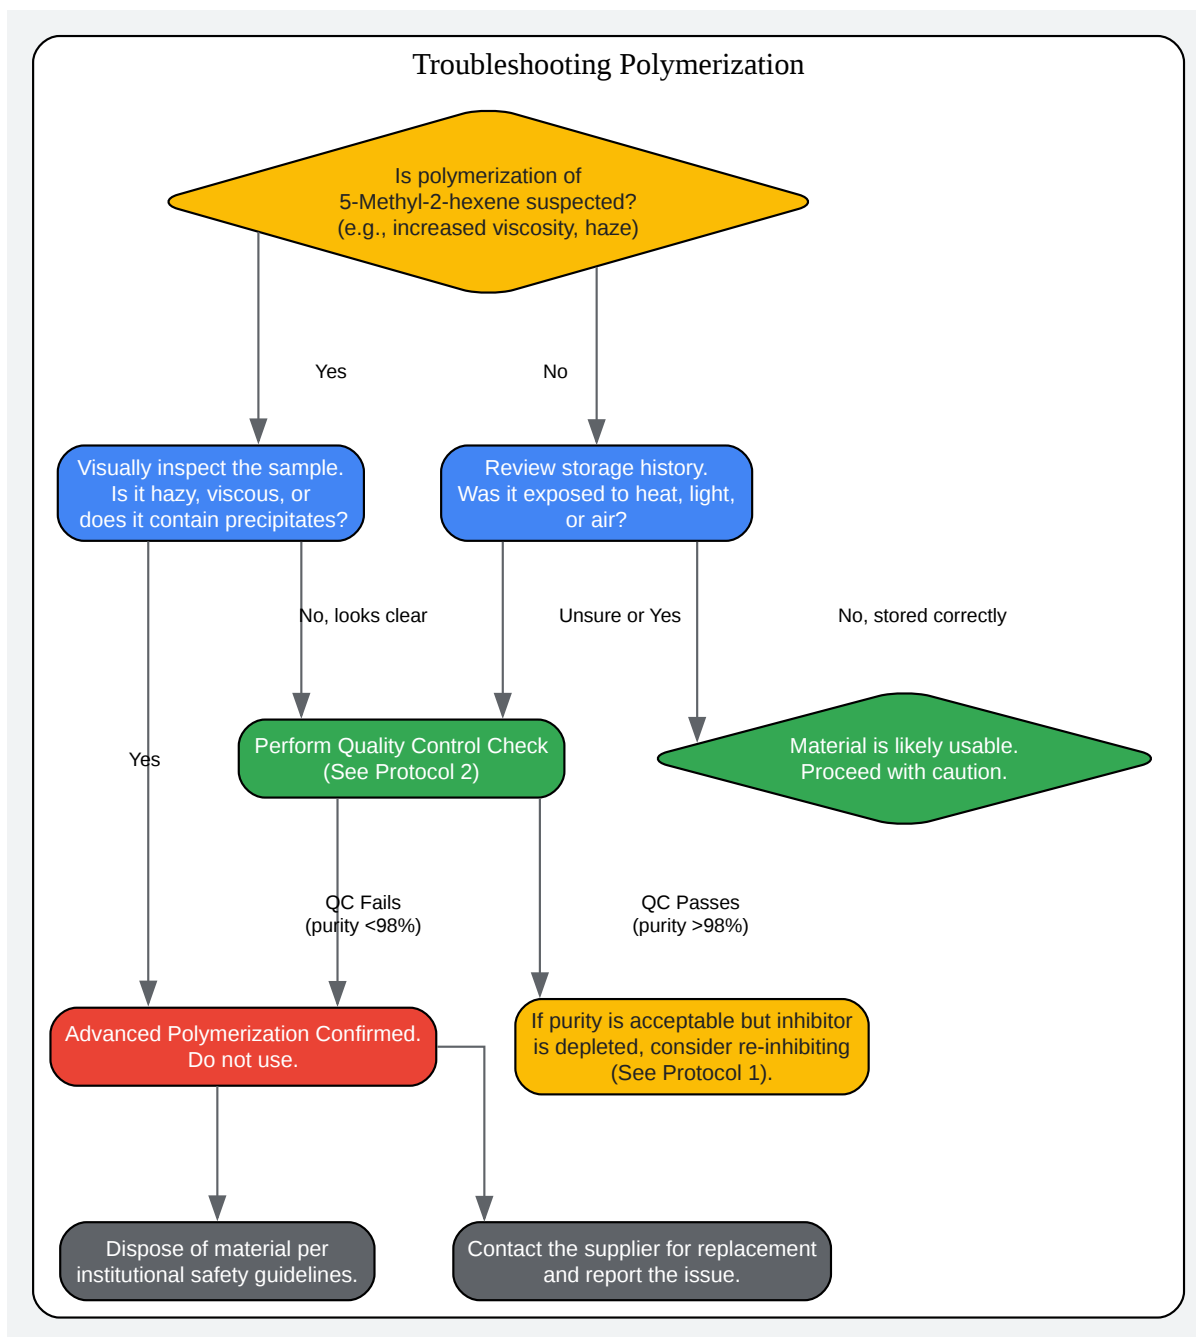 Troubleshooting Polymerization
Is polymerization of
5-Methyl-2-hexene suspected?
(e.g., increased viscosity, haze)
Yes
No
Visually inspect the sample.
Is it hazy, viscous, or
does it contain precipitates?
Review storage history.
Was it exposed to heat, light,
or air?
No, looks clear
Unsure or Yes
No, stored correctly
Yes
Perform Quality Control Check
(See Protocol 2)
Material is likely usable.
Proceed with caution.
QC Fails
(purity <98%)
QC Passes
(purity >98%)
Advanced Polymerization Confirmed.
Do not use.
If purity is acceptable but inhibitor
is depleted, consider re-inhibiting
(See Protocol 1).
Dispose of material per
institutional safety guidelines.
Contact the supplier for replacement
and report the issue.